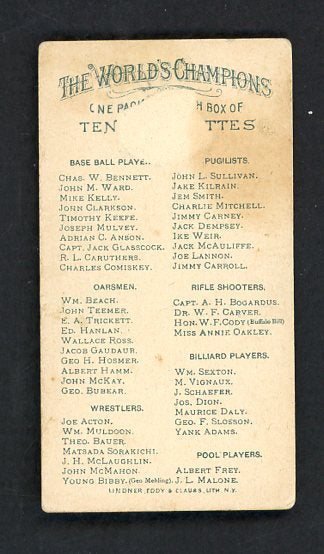 THE WORLD'S CHAMPIONS
NE PAC H BOX OF
TEN TTES
BASE BALL PLAYE
CHAS. W. BENNETT.
JOHN M. WARD.
MIKE KELLY.
JOHN CLARKSON.
TIMOTHY KEEFE.
JOSEPH MULVEY.
ADRIAN C. ANSON.
CAPT. JACK GLASSCOCK.
R. L. CARUTHERS.
CHARLES COMISKEY.
OARSMEN.
WM. BEACH.
JOHN TEEMER.
E. A. TRICKETT.
ED. HANLAN.
WALLACE ROSS.
JACOB GAUDAUR.
GEO H. HOSMER.
ALBERT HAMM.
JOHN MCKAY.
GEO. BUBEAR.
WRESTLERS.
JOE ACTON.
WM. MULDOON.
THEO. BAUER.
MATSADA SORAKICHI.
J. H. MCLAUGHLIN.
JOHN MCMAHON.
YOUNG BIBBY. (Geo Mehling).
PUGILISTS.
JOHN L. SULLIVAN.
JAKE KILRAIN.
JEM SMITH.
CHARLIE MITCHELL.
JIMMY CARNEY.
JACK DEMPSEY.
IKE WEIR.
JACK MCAULIFFE.
JOE LANNON.
JIMMY CARROLL.
RIFLE SHOOTERS.
CAPT. A. H. BOGARDUS.
DR. W. F. CARVER.
HON. W. F. CODY (Buffalo Bill)
MISS ANNIE OAKLEY.
BILLIARD PLAYERS.
WM. SEXTON.
M. VIGNAUX.
J. SCHAEFER.
JOS. DION.
MAURICE DALY.
GEO. F. SLOSSON.
YANK ADAMS.
POOL PLAYERS.
ALBERT FREY.
J. L. MALONE.
LINDNER, EDDY & CLAUSS, LITH. N.Y.